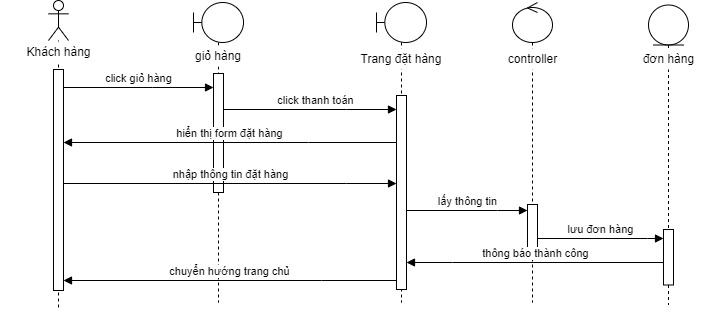 Khách hàng
giỏ hàng
Trang đặt hàng
controller
đơn hàng
click giỏ hàng
click thanh toán
hiển thị form đặt hàng
nhập thông tin đặt hàng
lấy thông tin
lưu đơn hàng
thông báo thành công
chuyển hướng trang chủ